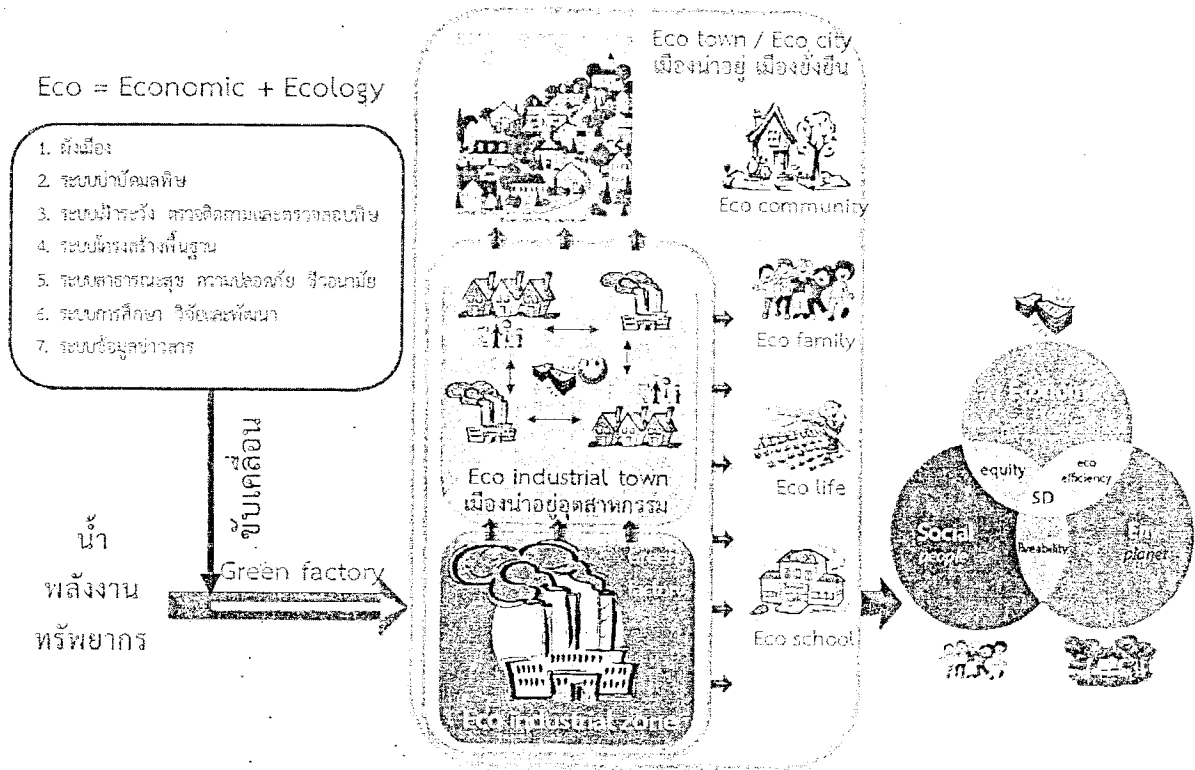 Eco = Economic + Ecology
1. ผังเมือง
2. ระบบบำบัดมลพิษ
3. ระบบเฝ้าระวัง ตรวจติดตามและตรวจสอบพิษ
4. ระบบโครงสร้างพื้นฐาน
5. ระบบสาธารณะสุข ความปลอดภัย ชีวอนามัย
6. ระบบการศึกษา วิจัยและพัฒนา
7. ระบบข้อมูลข่าวสาร
ขับเคลื่อน
น้ำ
พลังงาน
ทรัพยากร
Green factory
Eco town / Eco city
เมืองน่าอยู่ เมืองยั่งยืน
Eco community
Eco family
Eco life
Eco school
Eco industrial town
เมืองน่าอยู่อุตสาหกรรม
Green
factory
Eco industrial zone
equity
eco
efficiency
SD
Social
liveability
planet